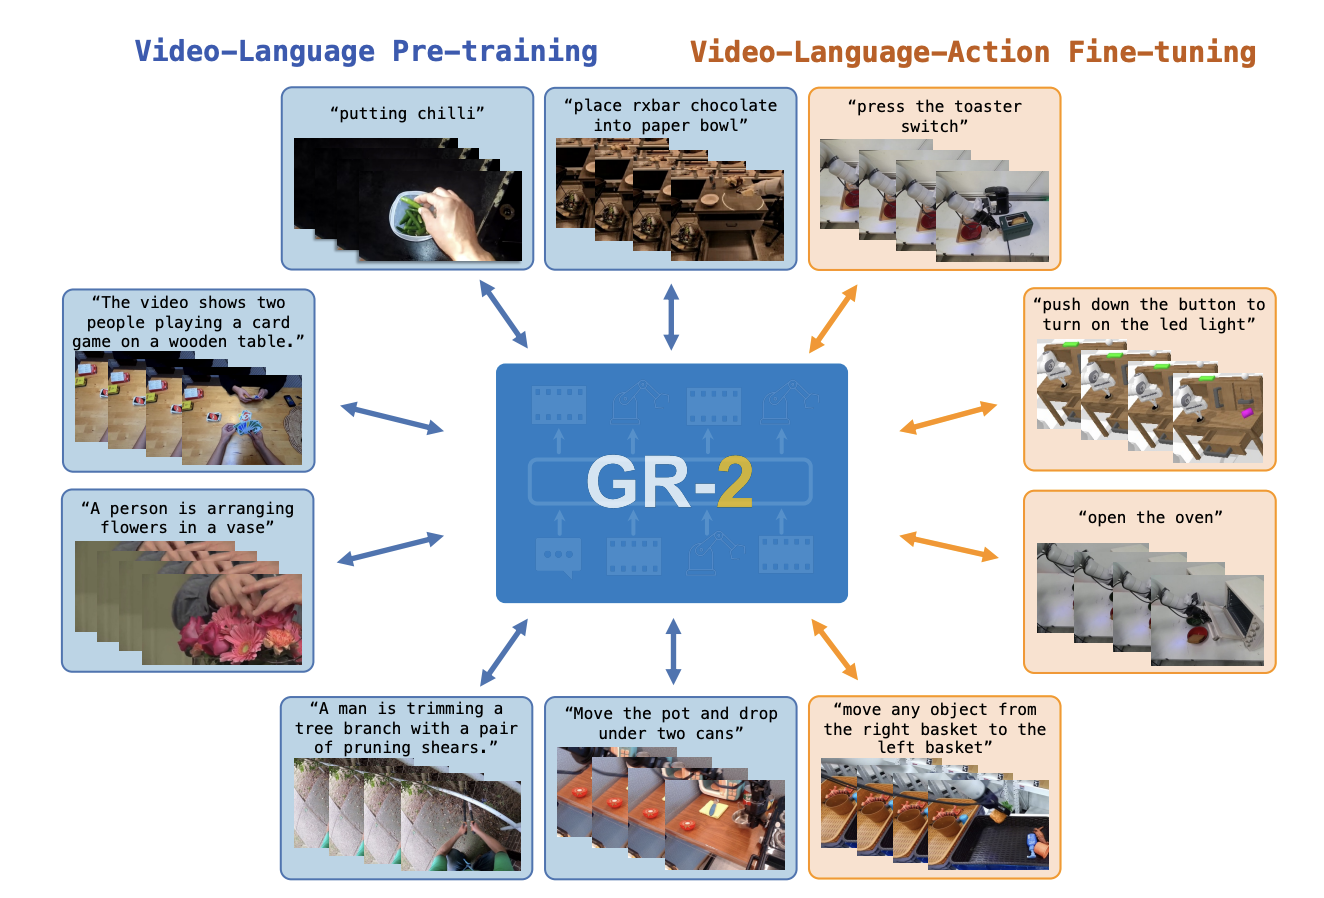 Video-Language Pre-training
Video-Language-Action Fine-tuning
“putting chilli”
“place rxbar chocolate
into paper bowl”
“press the toaster
switch”
“The video shows two
people playing a card
game on a wooden table.”
“push down the button to
turn on the led light”
GR-2
“A person is arranging
flowers in a vase”
“open the oven”
“A man is trimming a
tree branch with a pair
of pruning shears.”
“Move the pot and drop
under two cans”
“move any object from
the right basket to the
left basket”